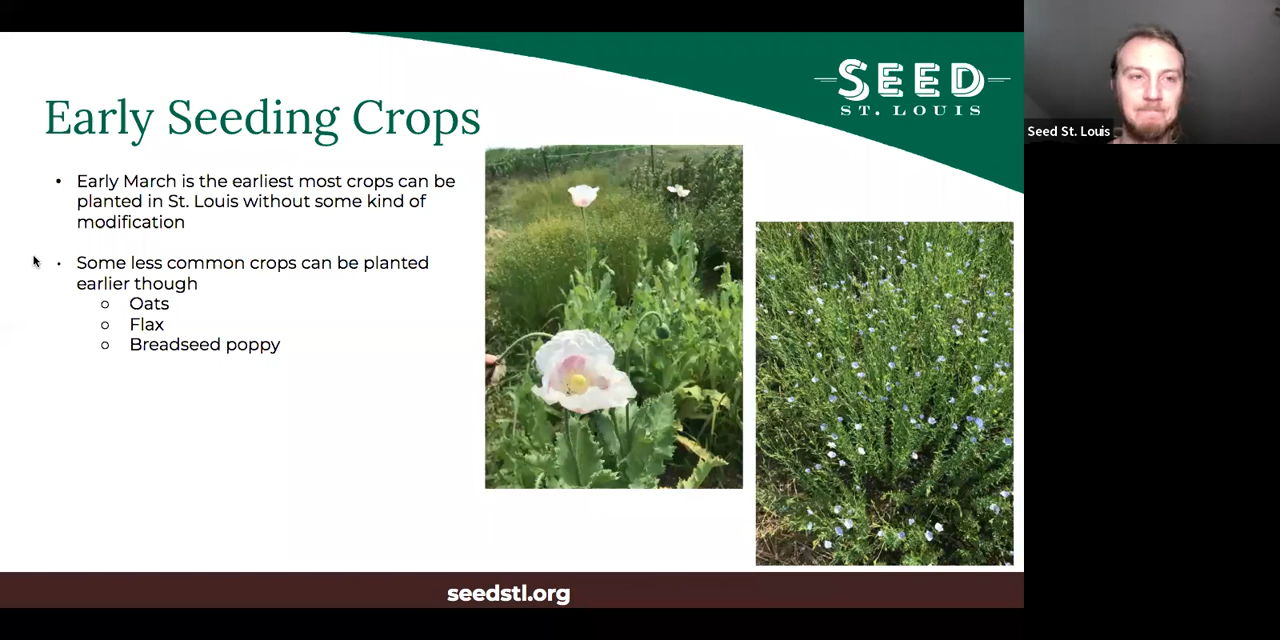 SEED
ST. LOUIS
Early Seeding Crops
• Early March is the earliest most crops can be
planted in St. Louis without some kind of
modification
• Some less common crops can be planted
earlier though
○ Oats
○ Flax
○ Breadseed poppy
seedstl.org
Seed St. Louis